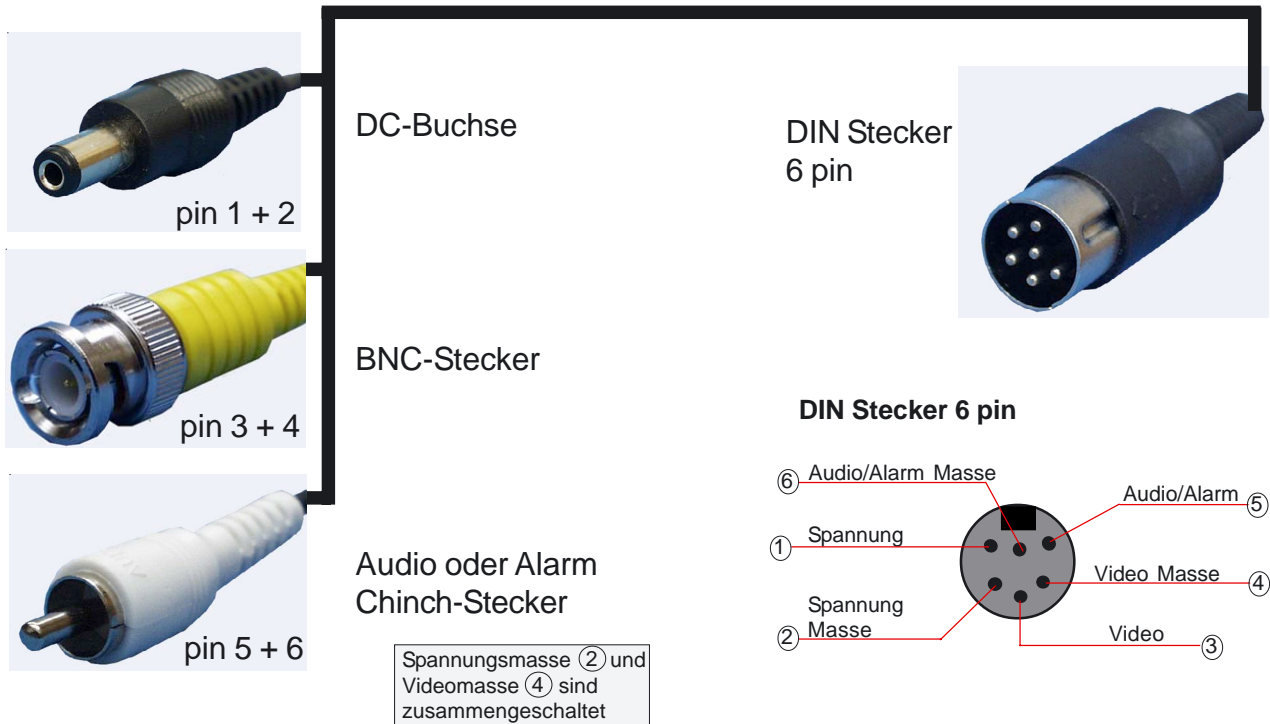 DC-Buchse
pin 1 + 2
BNC-Stecker
pin 3 + 4
Audio oder Alarm
Chinch-Stecker
pin 5 + 6
Spannungsmasse 2 und
Videomasse 4 sind
zusammengeschaltet
DIN Stecker
6 pin
DIN Stecker 6 pin
6 Audio/Alarm Masse
Audio/Alarm 5
1 Spannung
Video Masse 4
Spannung
2 Masse
Video 3